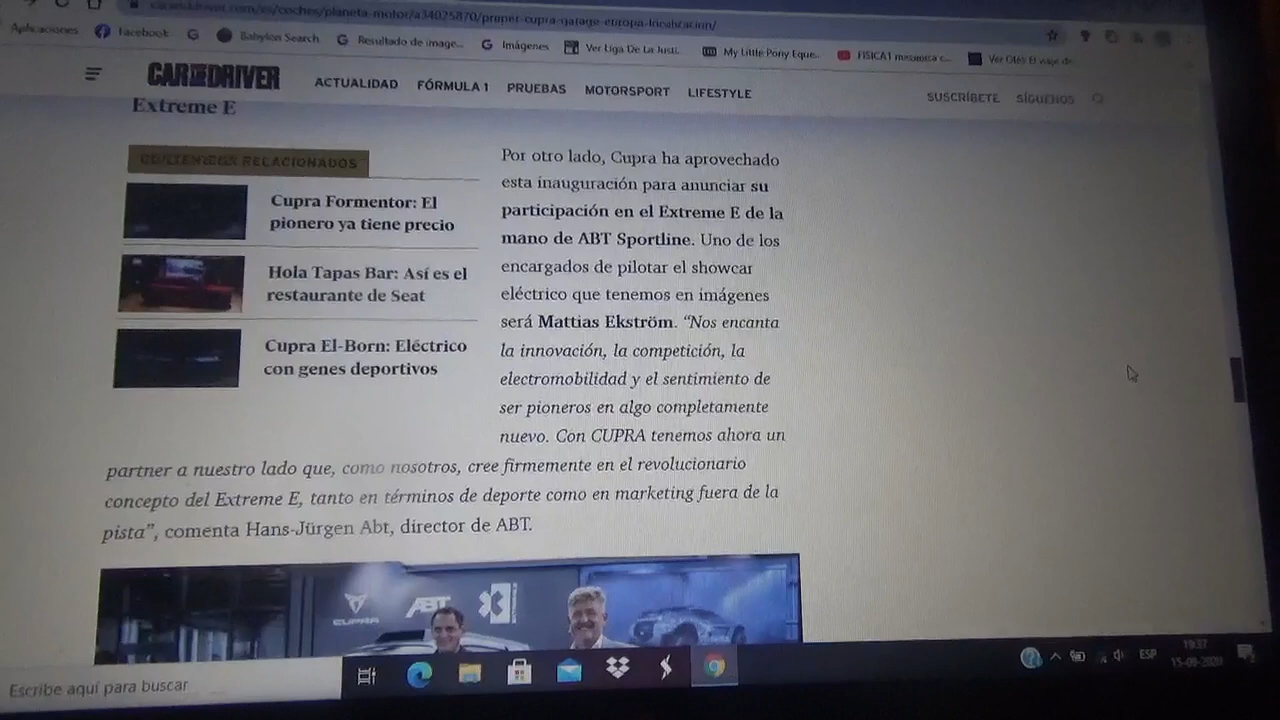 caranddriver.com/es/coches/planeta-motor/a34025870/primer-cupra-garage-europa-localizacion/
Aplicaciones
Facebook
Babylon Search
Resultado de image...
Imágenes
Ver Liga De La Justi...
My Little Pony Eque...
FISICA1 mecanica c...
CAR AND DRIVER
ACTUALIDAD
FÓRMULA 1
PRUEBAS
MOTORSPORT
LIFESTYLE
SUSCRÍBETE
SÍGUENOS
Extreme E
CONTENIDOS RELACIONADOS
Cupra Formentor: El
pionero ya tiene precio
Hola Tapas Bar: Así es el
restaurante de Seat
Cupra El-Born: Eléctrico
con genes deportivos
Por otro lado, Cupra ha aprovechado
esta inauguración para anunciar su
participación en el Extreme E de la
mano de ABT Sportline. Uno de los
encargados de pilotar el showcar
eléctrico que tenemos en imágenes
será Mattias Ekström. “Nos encanta
la innovación, la competición, la
electromobilidad y el sentimiento de
ser pioneros en algo completamente
nuevo. Con CUPRA tenemos ahora un
partner a nuestro lado que, como nosotros, cree firmemente en el revolucionario
concepto del Extreme E, tanto en términos de deporte como en marketing fuera de la
pista”, comenta Hans-Jürgen Abt, director de ABT.
CUPRA
ABT
Escribe aquí para buscar
ESP
19:37
15-09-2020